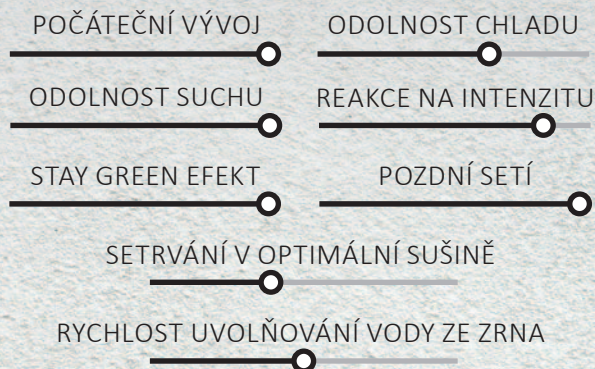 POČÁTEČNÍ VÝVOJ
ODOLNOST CHLADU
ODOLNOST SUCHU
REAKCE NA INTENZITU
STAY GREEN EFEKT
POZDNÍ SETÍ
SETRVÁNÍ V OPTIMÁLNÍ SUŠINĚ
RYCHLOST UVOLŇOVÁNÍ VODY ZE ZRNA